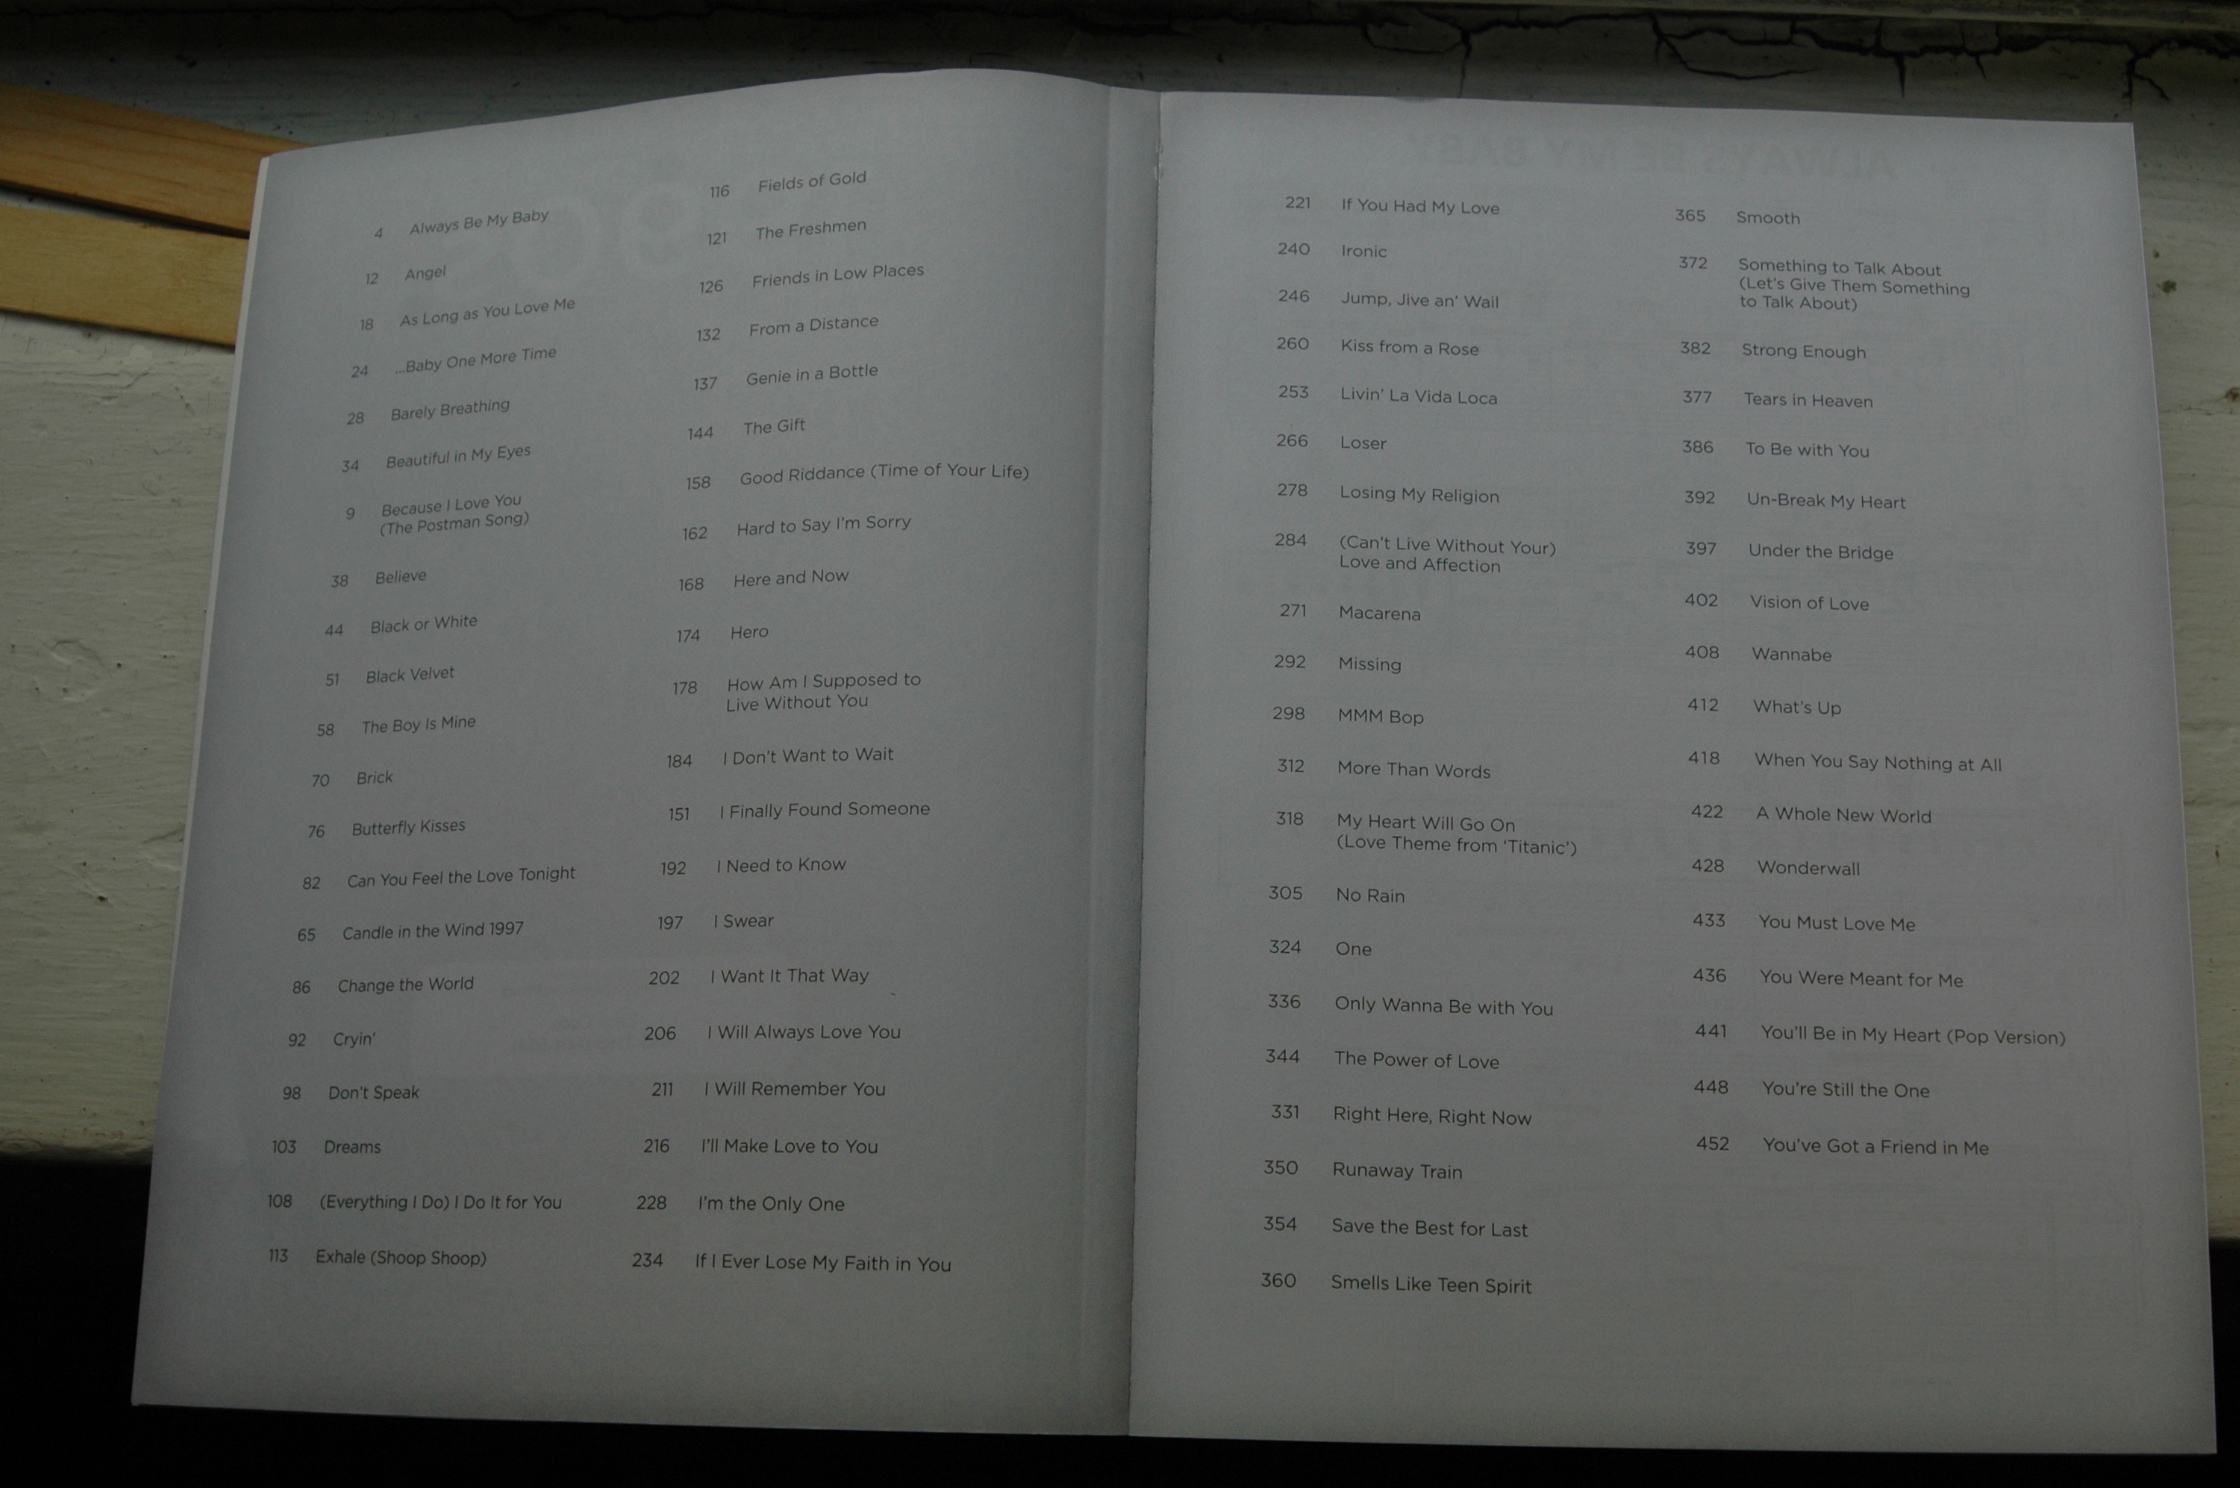 4 Always Be My Baby
12 Angel
18 As Long as You Love Me
24 ...Baby One More Time
28 Barely Breathing
34 Beautiful in My Eyes
9 Because I Love You
(The Postman Song)
38 Believe
44 Black or White
51 Black Velvet
58 The Boy Is Mine
70 Brick
76 Butterfly Kisses
82 Can You Feel the Love Tonight
65 Candle in the Wind 1997
86 Change the World
92 Cryin'
98 Don't Speak
103 Dreams
108 (Everything I Do) I Do It for You
113 Exhale (Shoop Shoop)
116 Fields of Gold
121 The Freshmen
126 Friends in Low Places
132 From a Distance
137 Genie in a Bottle
144 The Gift
158 Good Riddance (Time of Your Life)
162 Hard to Say I'm Sorry
168 Here and Now
174 Hero
178 How Am I Supposed to
Live Without You
184 I Don't Want to Wait
151 I Finally Found Someone
192 I Need to Know
197 I Swear
202 I Want It That Way
206 I Will Always Love You
211 I Will Remember You
216 I'll Make Love to You
228 I'm the Only One
234 If I Ever Lose My Faith in You
ALWAYS BE MY BABY
221 If You Had My Love
240 Ironic
246 Jump, Jive an' Wail
260 Kiss from a Rose
253 Livin' La Vida Loca
266 Loser
278 Losing My Religion
284 (Can't Live Without Your)
Love and Affection
271 Macarena
292 Missing
298 MMM Bop
312 More Than Words
318 My Heart Will Go On
(Love Theme from 'Titanic')
305 No Rain
324 One
336 Only Wanna Be with You
344 The Power of Love
331 Right Here, Right Now
350 Runaway Train
354 Save the Best for Last
360 Smells Like Teen Spirit
365 Smooth
372 Something to Talk About
(Let's Give Them Something
to Talk About)
382 Strong Enough
377 Tears in Heaven
386 To Be with You
392 Un-Break My Heart
397 Under the Bridge
402 Vision of Love
408 Wannabe
412 What's Up
418 When You Say Nothing at All
422 A Whole New World
428 Wonderwall
433 You Must Love Me
436 You Were Meant for Me
441 You'll Be in My Heart (Pop Version)
448 You're Still the One
452 You've Got a Friend in Me